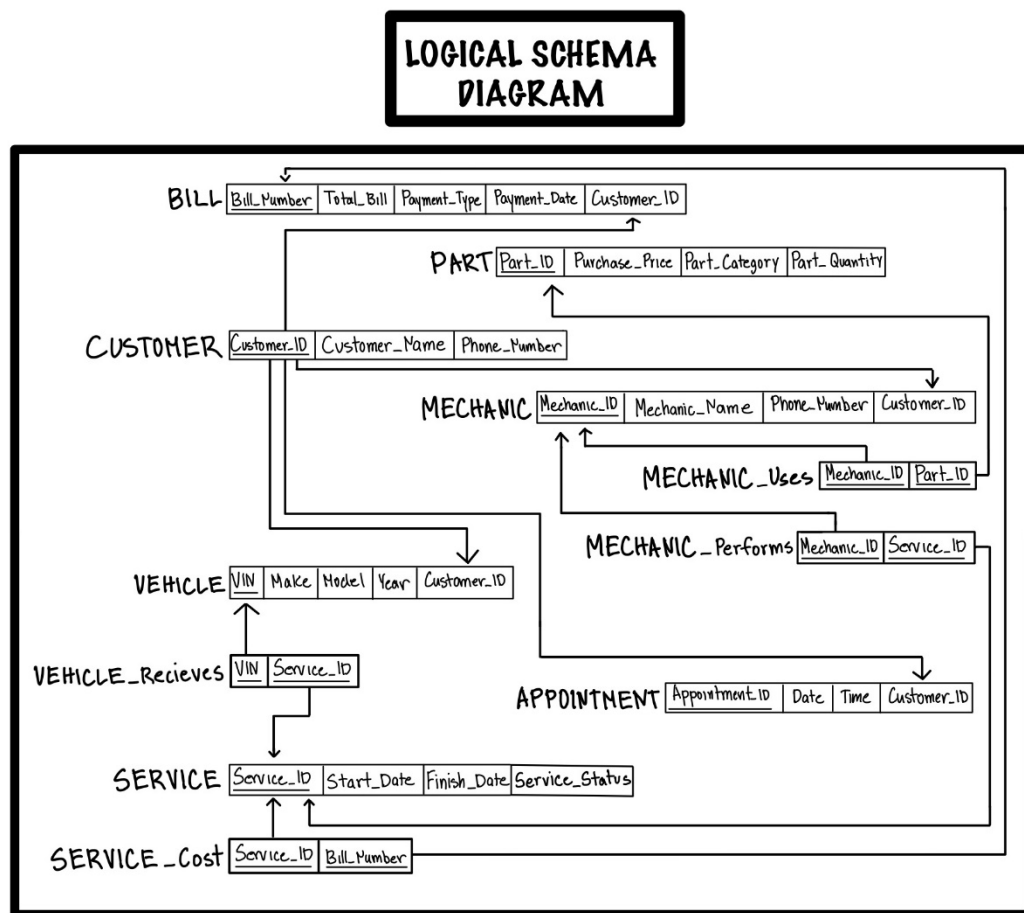 LOGICAL SCHEMA
DIAGRAM
BILL Bill_Number Total_Bill Payment_Type Payment_Date Customer_ID
PART Part_ID Purchase_Price Part_Category Part_Quantity
CUSTOMER Customer_ID Customer_Name Phone_Number
MECHANIC Mechanic_ID Mechanic_Name Phone_Number Customer_ID
MECHANIC_Uses Mechanic_ID Part_ID
MECHANIC_Performs Mechanic_ID Service_ID
VEHICLE VIN Make Model Year Customer_ID
VEHICLE_Recieves VIN Service_ID
APPOINTMENT Appointment_ID Date Time Customer_ID
SERVICE Service_ID Start_Date Finish_Date Service_Status
SERVICE_Cost Service_ID Bill_Number